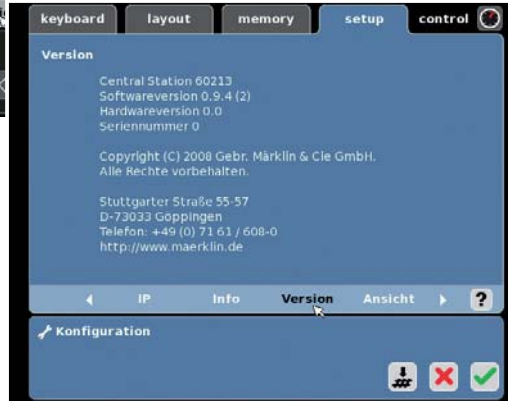 keyboard layout memory setup control
Version
Central Station 60213
Softwareversion 0.9.4 (2)
Hardwareversion 0.0
Seriennummer 0
Copyright (C) 2008 Gebr. Märklin & Cie GmbH.
Alle Rechte vorbehalten.
Stuttgarter Straße 55-57
D-73033 Göppingen
Telefon: +49 (0) 71 61 / 608-0
http://www.maerklin.de
IP Info Version Ansicht ?
Konfiguration